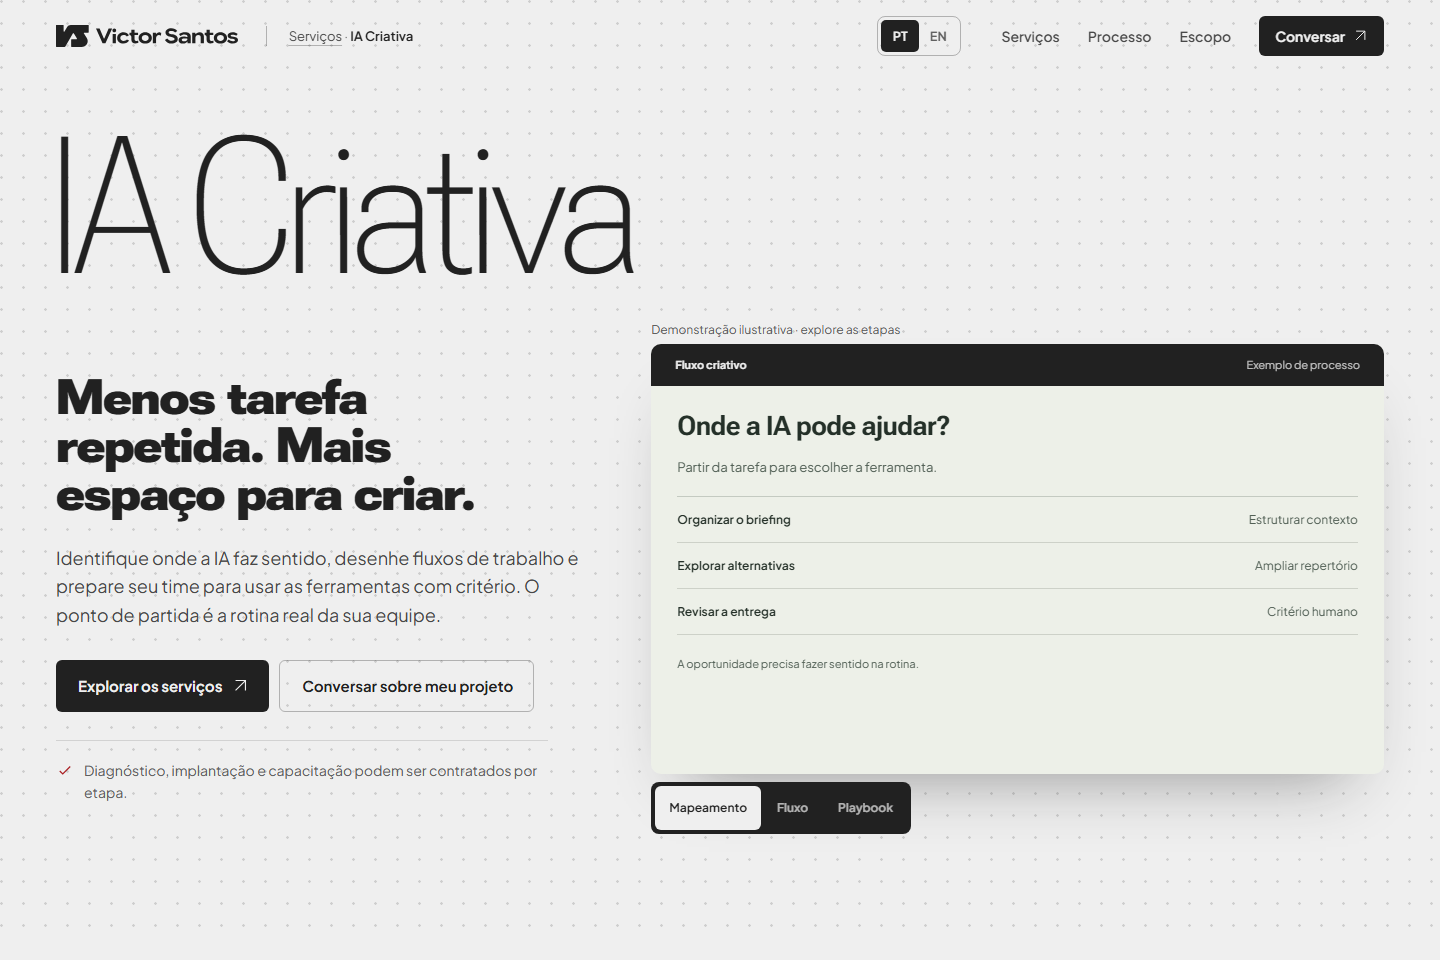 VS Victor Santos
Serviços · IA Criativa
PT EN
Serviços Processo Escopo
Conversar
IA Criativa
Menos tarefa
repetida. Mais
espaço para criar.
Identifique onde a IA faz sentido, desenhe fluxos de trabalho e
prepare seu time para usar as ferramentas com critério. O
ponto de partida é a rotina real da sua equipe.
Explorar os serviços
Conversar sobre meu projeto
Diagnóstico, implantação e capacitação podem ser contratados por
etapa.
Demonstração ilustrativa · explore as etapas
Fluxo criativo Exemplo de processo
Onde a IA pode ajudar?
Partir da tarefa para escolher a ferramenta.
Organizar o briefing Estruturar contexto
Explorar alternativas Ampliar repertório
Revisar a entrega Critério humano
A oportunidade precisa fazer sentido na rotina.
Mapeamento Fluxo Playbook